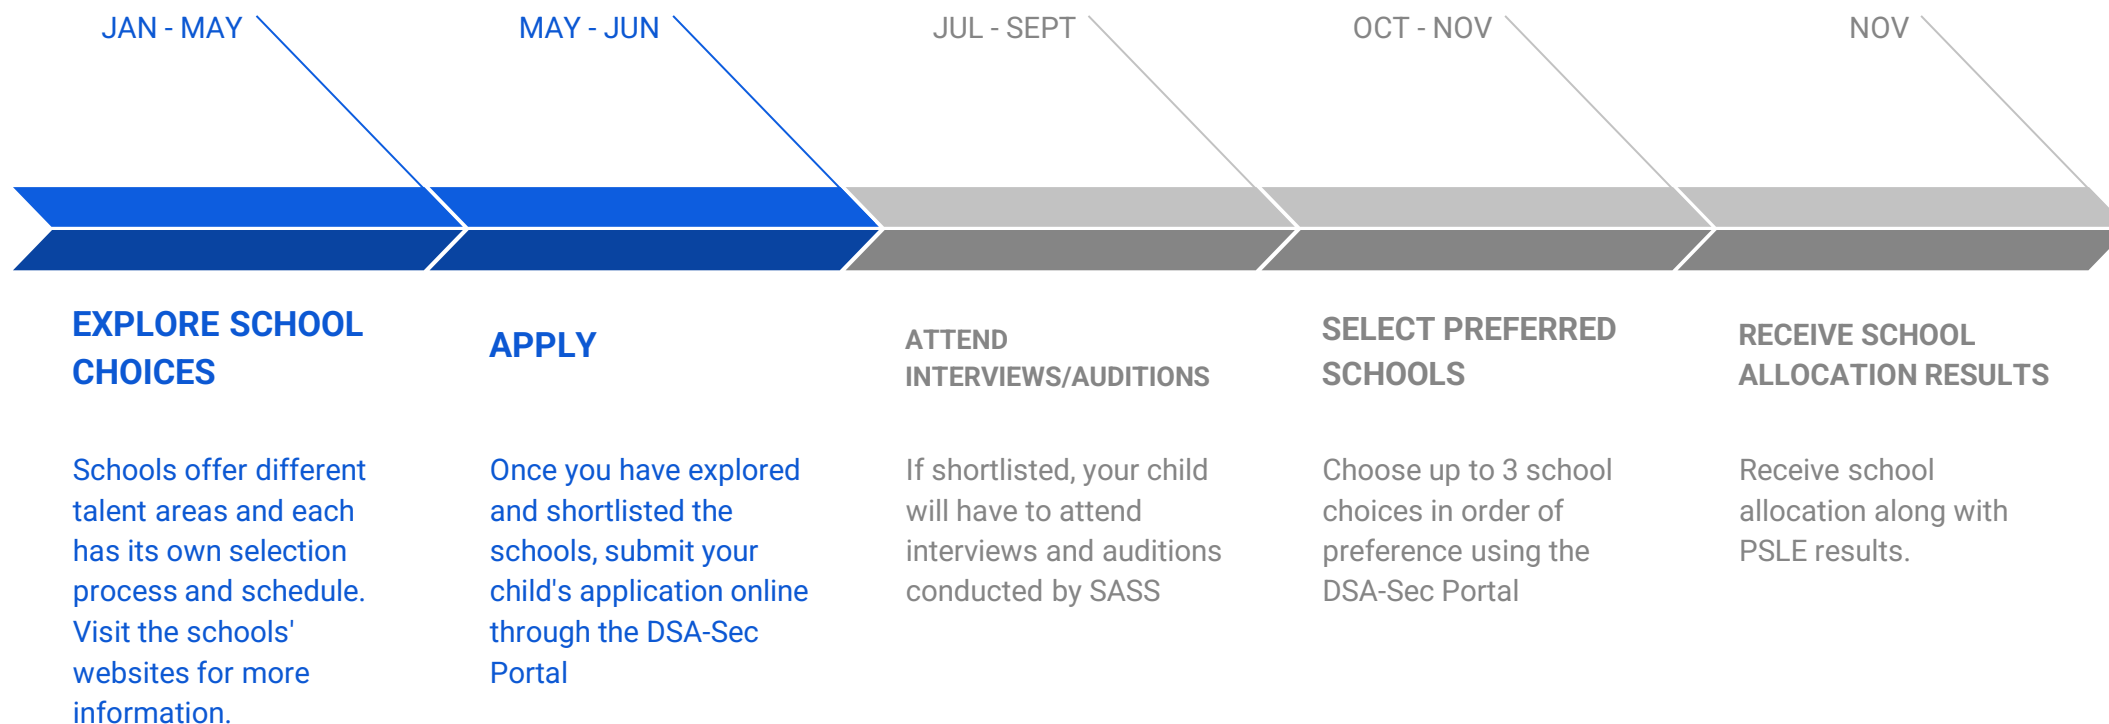 JAN - MAY
MAY - JUN
JUL - SEPT
OCT - NOV
NOV
EXPLORE SCHOOL
CHOICES
Schools offer different
talent areas and each
has its own selection
process and schedule.
Visit the schools'
websites for more
information.
APPLY
Once you have explored
and shortlisted the
schools, submit your
child's application online
through the DSA-Sec
Portal
ATTEND
INTERVIEWS/AUDITIONS
If shortlisted, your child
will have to attend
interviews and auditions
conducted by SASS
SELECT PREFERRED
SCHOOLS
Choose up to 3 school
choices in order of
preference using the
DSA-Sec Portal
RECEIVE SCHOOL
ALLOCATION RESULTS
Receive school
allocation along with
PSLE results.